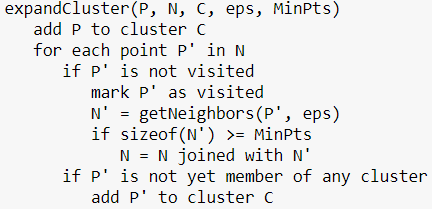 expandCluster(P, N, C, eps, MinPts)
   add P to cluster C
   for each point P' in N
      if P' is not visited
         mark P' as visited
         N' = getNeighbors(P', eps)
         if sizeof(N') >= MinPts
            N = N joined with N'
      if P' is not yet member of any cluster
         add P' to cluster C